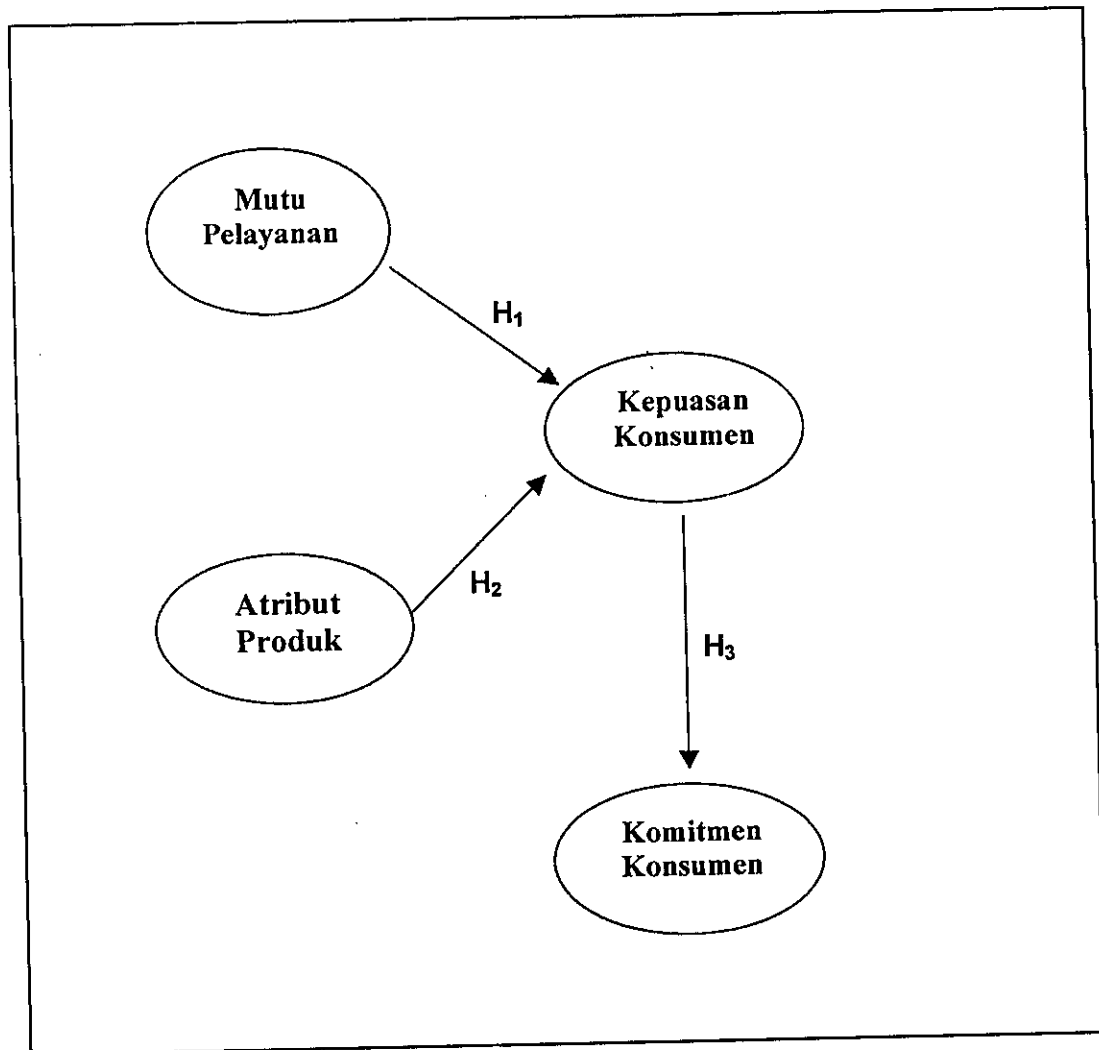 Mutu
Pelayanan
H₁
Kepuasan
Konsumen
Atribut
Produk
H₂
H₃
Komitmen
Konsumen